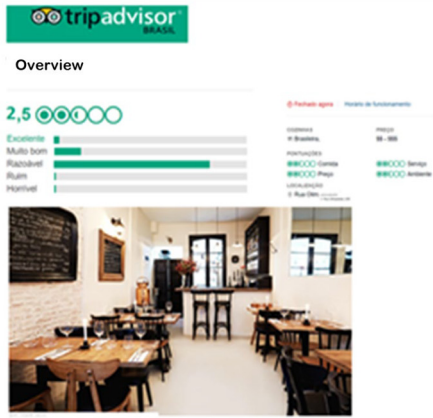 tripadvisor
BRASIL
Overview
2,5
Excelente
Muito bom
Razoável
Ruim
Horrível
Fechado agora
Horário de funcionamento
COZINHAS
PREÇO
Brasileira,
$$ - $$$
PONTUAÇÕES
Comida
Serviço
Preço
Ambiente
LOCALIZAÇÃO
Rua